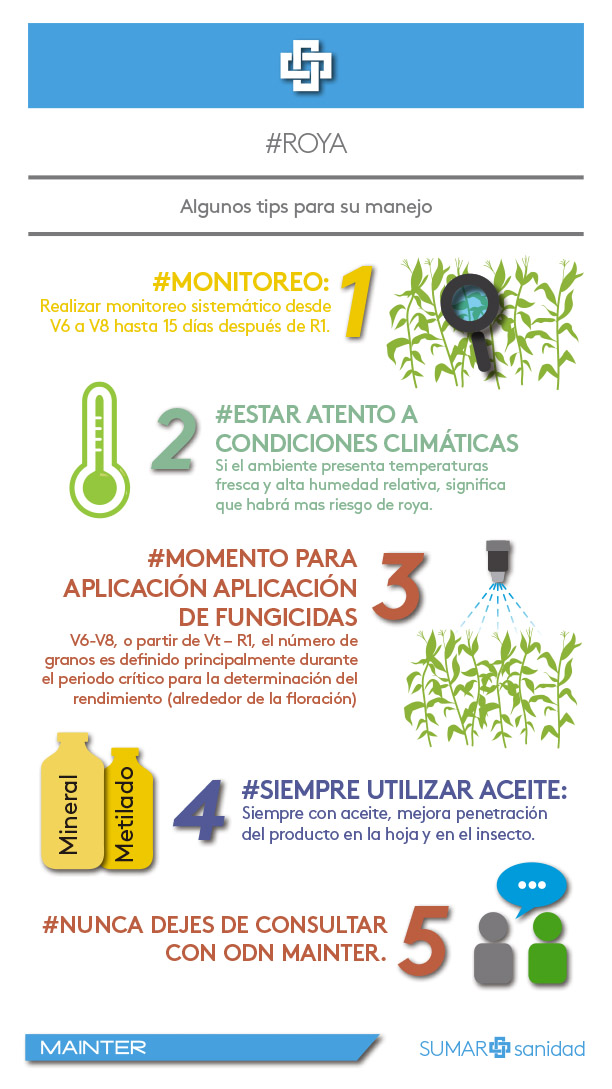 #ROYA
Algunos tips para su manejo
#MONITOREO:
Realizar monitoreo sistemático desde
V6 a V8 hasta 15 días después de R1.
1
2
#ESTAR ATENTO A
CONDICIONES CLIMÁTICAS
Si el ambiente presenta temperaturas
fresca y alta humedad relativa, significa
que habrá mas riesgo de roya.
#MOMENTO PARA
APLICACIÓN APLICACIÓN
DE FUNGICIDAS
3
V6-V8, o partir de Vt – R1, el número de
granos es definido principalmente durante
el periodo crítico para la determinación del
rendimiento (alrededor de la floración)
Mineral
Metilado
4
#SIEMPRE UTILIZAR ACEITE:
Siempre con aceite, mejora penetración
del producto en la hoja y en el insecto.
#NUNCA DEJES DE CONSULTAR
CON ODN MAINTER.
5
MAINTER
SUMAR sanidad